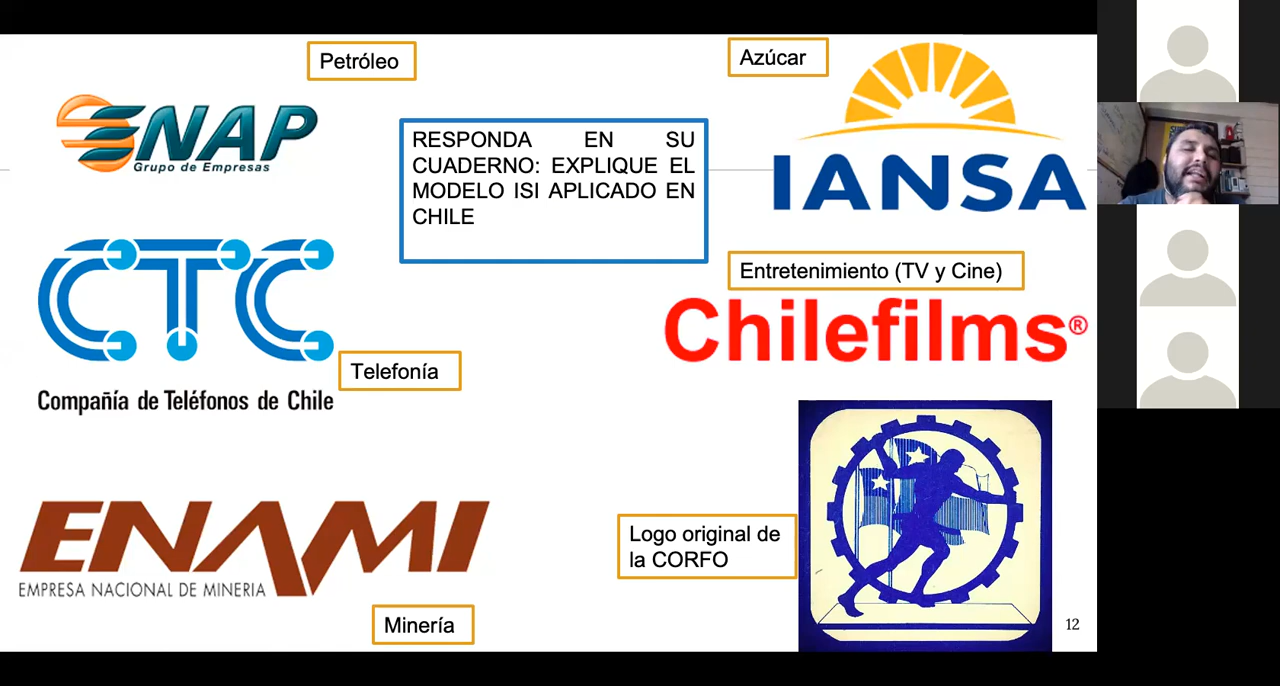 Petróleo
Azúcar
ENAP
Grupo de Empresas
RESPONDA EN SU
CUADERNO: EXPLIQUE EL
MODELO ISI APLICADO EN
CHILE
IANSA
CTC
Compañía de Teléfonos de Chile
Telefonía
Entretenimiento (TV y Cine)
Chilefilms®
ENAMI
EMPRESA NACIONAL DE MINERIA
Minería
Logo original de
la CORFO
12